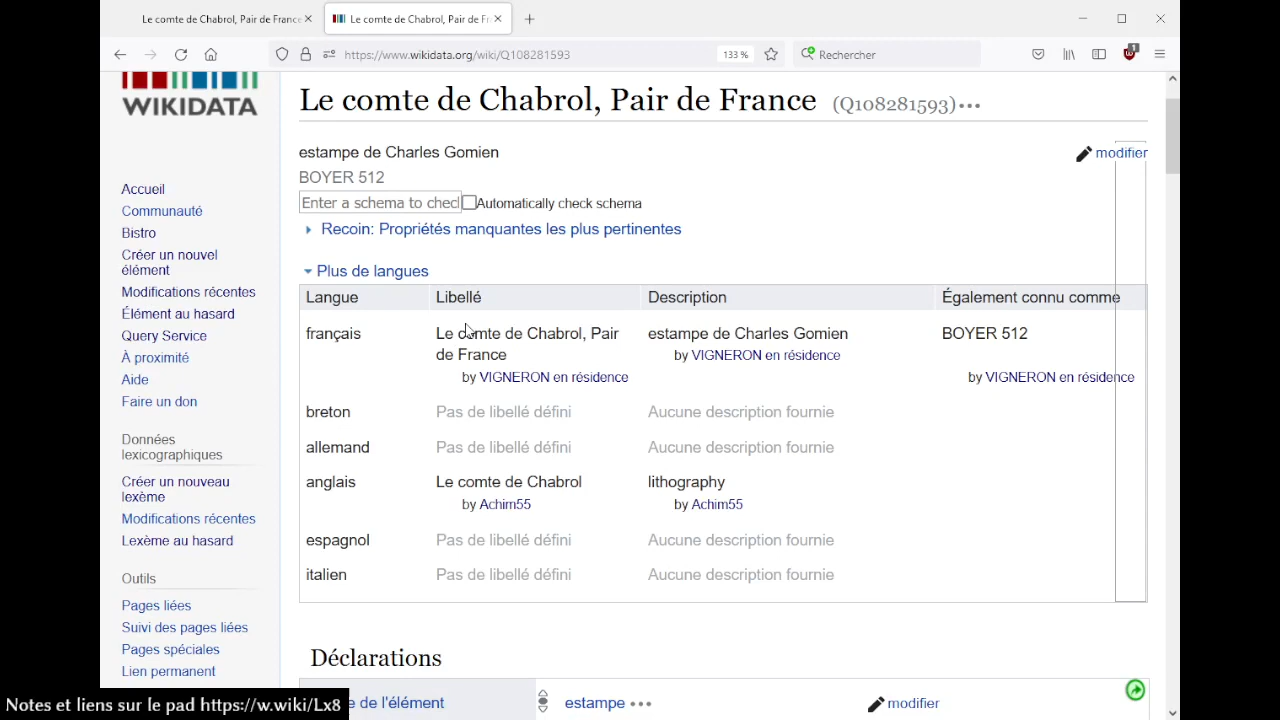 Le comte de Chabrol, Pair de France
Le comte de Chabrol, Pair de Fr
https://www.wikidata.org/wiki/Q108281593
133 %
Rechercher
1
WIKIDATA
Accueil
Communauté
Bistro
Créer un nouvel
élément
Modifications récentes
Élément au hasard
Query Service
À proximité
Aide
Faire un don
Données
lexicographiques
Créer un nouveau
lexème
Modifications récentes
Lexème au hasard
Outils
Pages liées
Suivi des pages liées
Pages spéciales
Lien permanent
Le comte de Chabrol, Pair de France (Q108281593)
estampe de Charles Gomien
modifier
BOYER 512
Enter a schema to checl Automatically check schema
Recoin: Propriétés manquantes les plus pertinentes
Plus de langues
Langue Libellé Description Également connu comme
français Le comte de Chabrol, Pair estampe de Charles Gomien BOYER 512
de France by VIGNERON en résidence
by VIGNERON en résidence by VIGNERON en résidence
breton Pas de libellé défini Aucune description fournie
allemand Pas de libellé défini Aucune description fournie
anglais Le comte de Chabrol lithography
by Achim55 by Achim55
espagnol Pas de libellé défini Aucune description fournie
italien Pas de libellé défini Aucune description fournie
Déclarations
e de l'élément estampe modifier
Notes et liens sur le pad https://w.wiki/Lx8